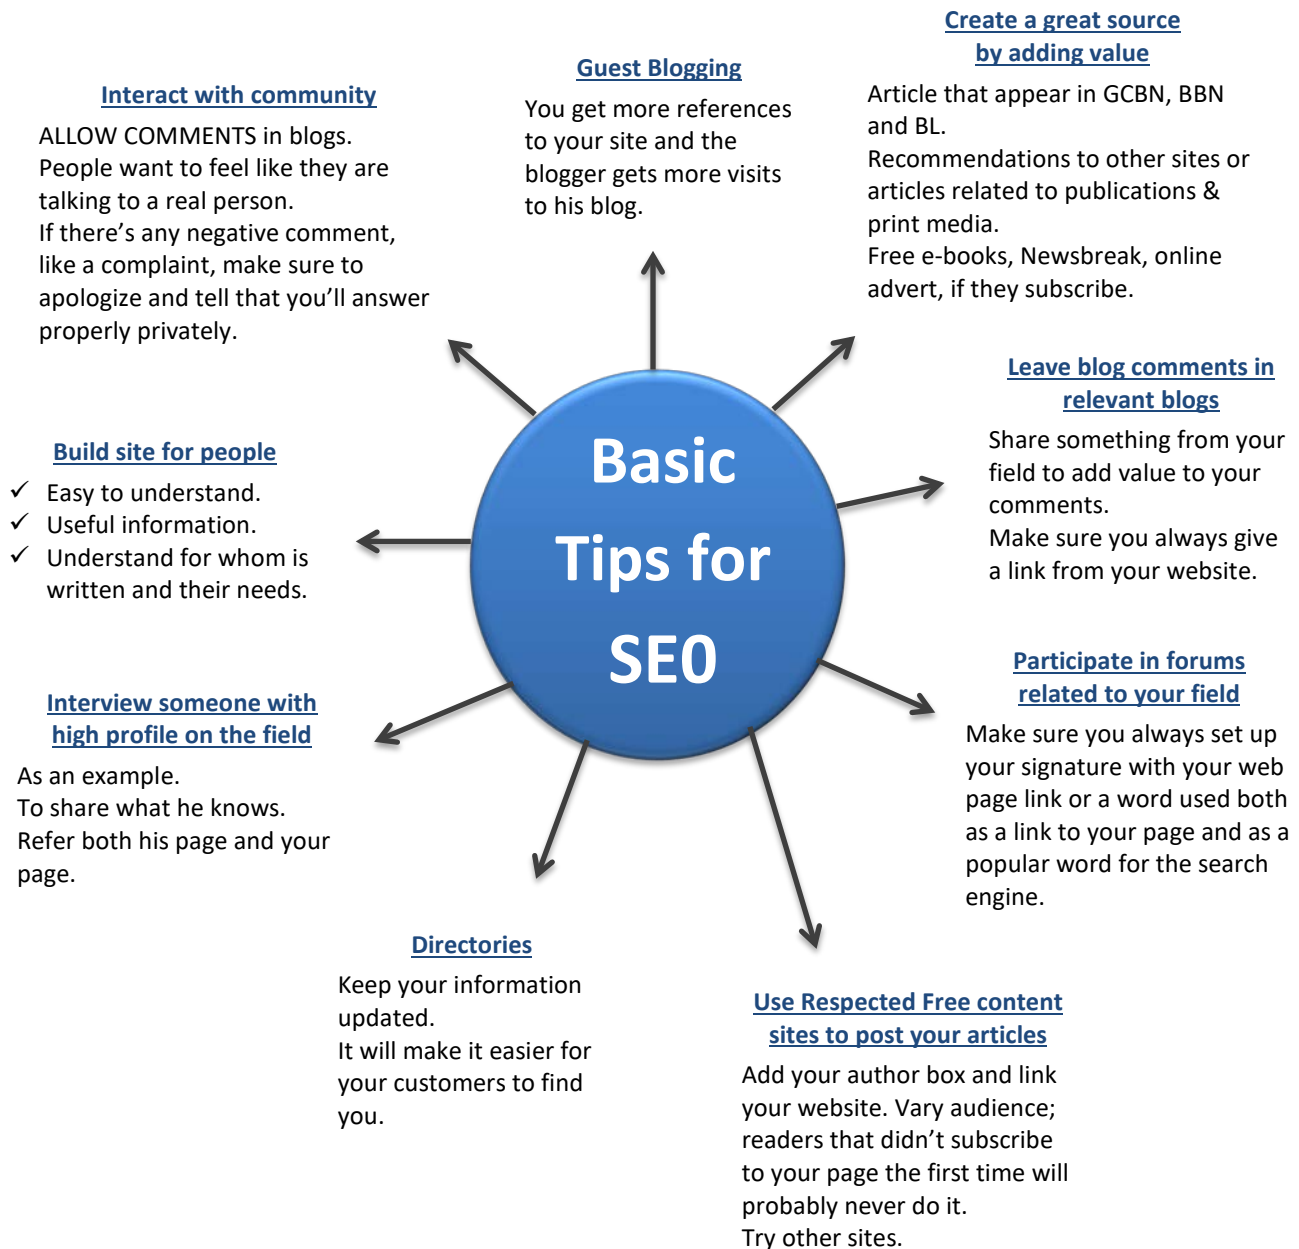 Create a great source
by adding value
Article that appear in GCBN, BBN
and BL.
Recommendations to other sites or
articles related to publications &
print media.
Free e-books, Newsbreak, online
advert, if they subscribe.
Guest Blogging
You get more references
to your site and the
blogger gets more visits
to his blog.
Interact with community
ALLOW COMMENTS in blogs.
People want to feel like they are
talking to a real person.
If there’s any negative comment,
like a complaint, make sure to
apologize and tell that you’ll answer
properly privately.
Leave blog comments in
relevant blogs
Share something from your
field to add value to your
comments.
Make sure you always give
a link from your website.
Build site for people
✓ Easy to understand.
✓ Useful information.
✓ Understand for whom is
written and their needs.
Basic
Tips for
SE0
Participate in forums
related to your field
Make sure you always set up
your signature with your web
page link or a word used both
as a link to your page and as a
popular word for the search
engine.
Interview someone with
high profile on the field
As an example.
To share what he knows.
Refer both his page and your
page.
Directories
Keep your information
updated.
It will make it easier for
your customers to find
you.
Use Respected Free content
sites to post your articles
Add your author box and link
your website. Vary audience;
readers that didn’t subscribe
to your page the first time will
probably never do it.
Try other sites.